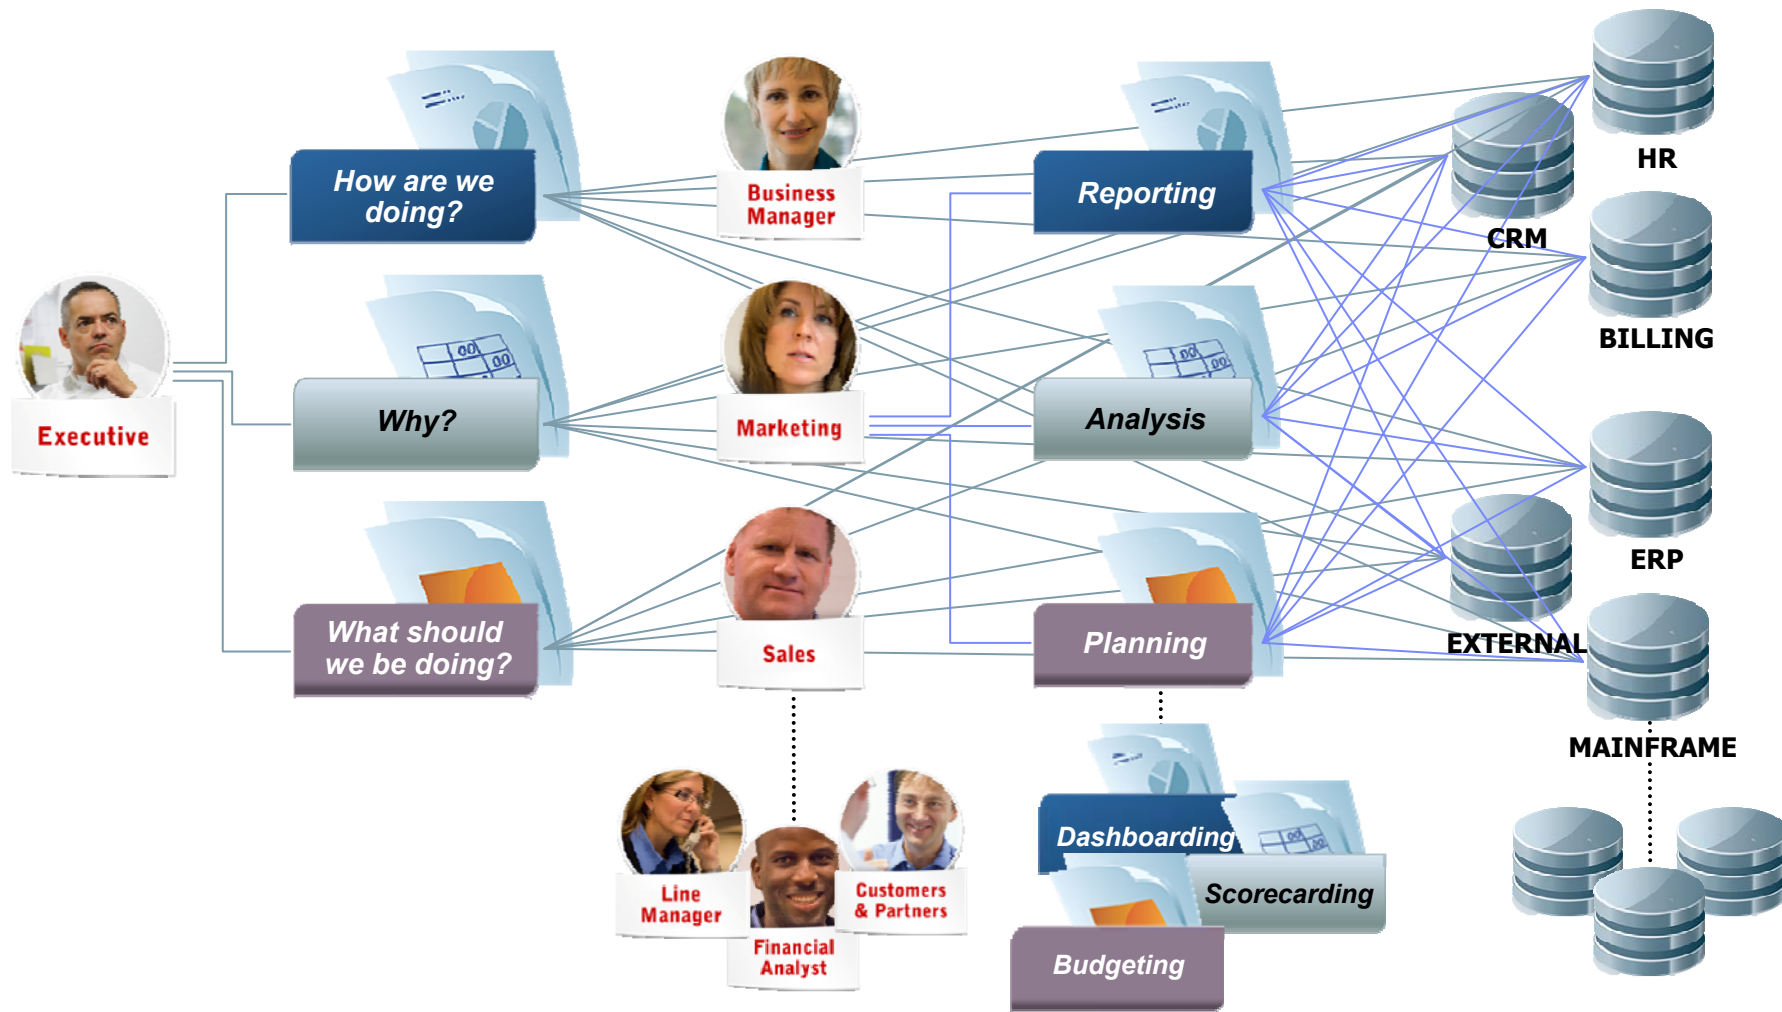 How are we
doing?
Business
Manager
Reporting
HR
CRM
BILLING
Executive
Why?
Marketing
Analysis
ERP
What should
we be doing?
Sales
Planning
EXTERNAL
MAINFRAME
Line
Manager
Financial
Analyst
Customers
& Partners
Dashboarding
Scorecarding
Budgeting